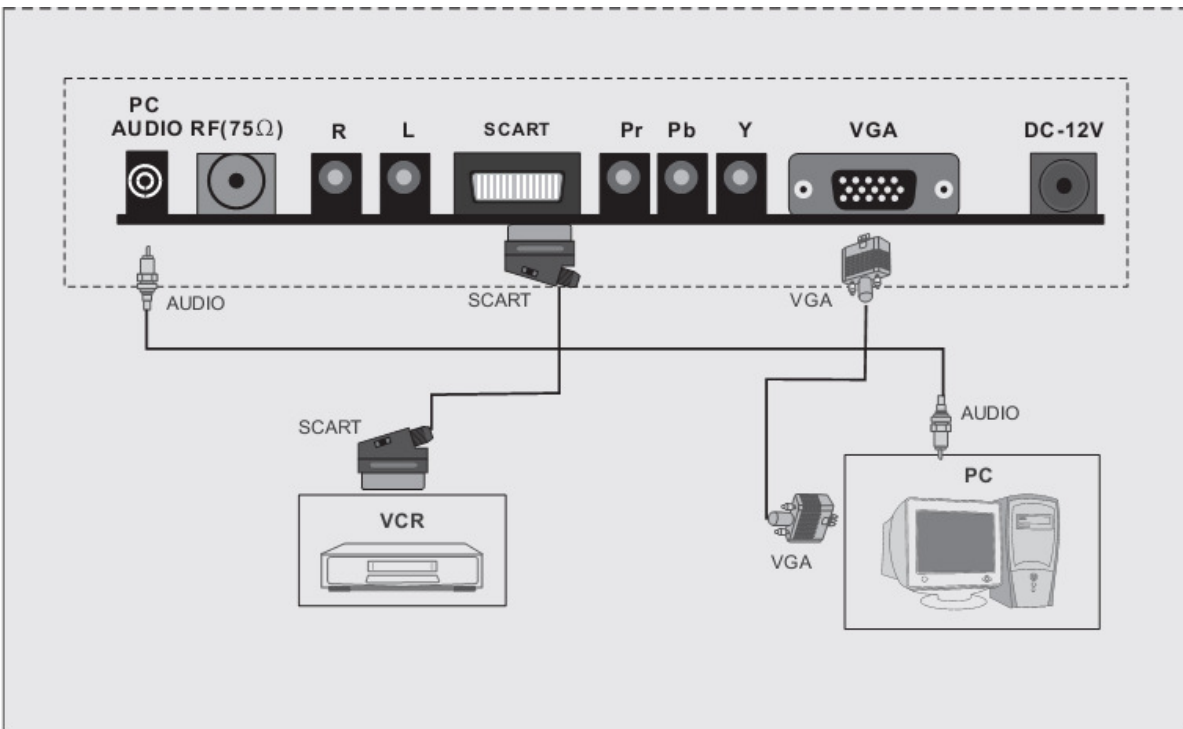 PC
AUDIO RF(75Ω) R L SCART Pr Pb Y VGA DC-12V
AUDIO SCART VGA
SCART AUDIO
PC
VCR
VGA